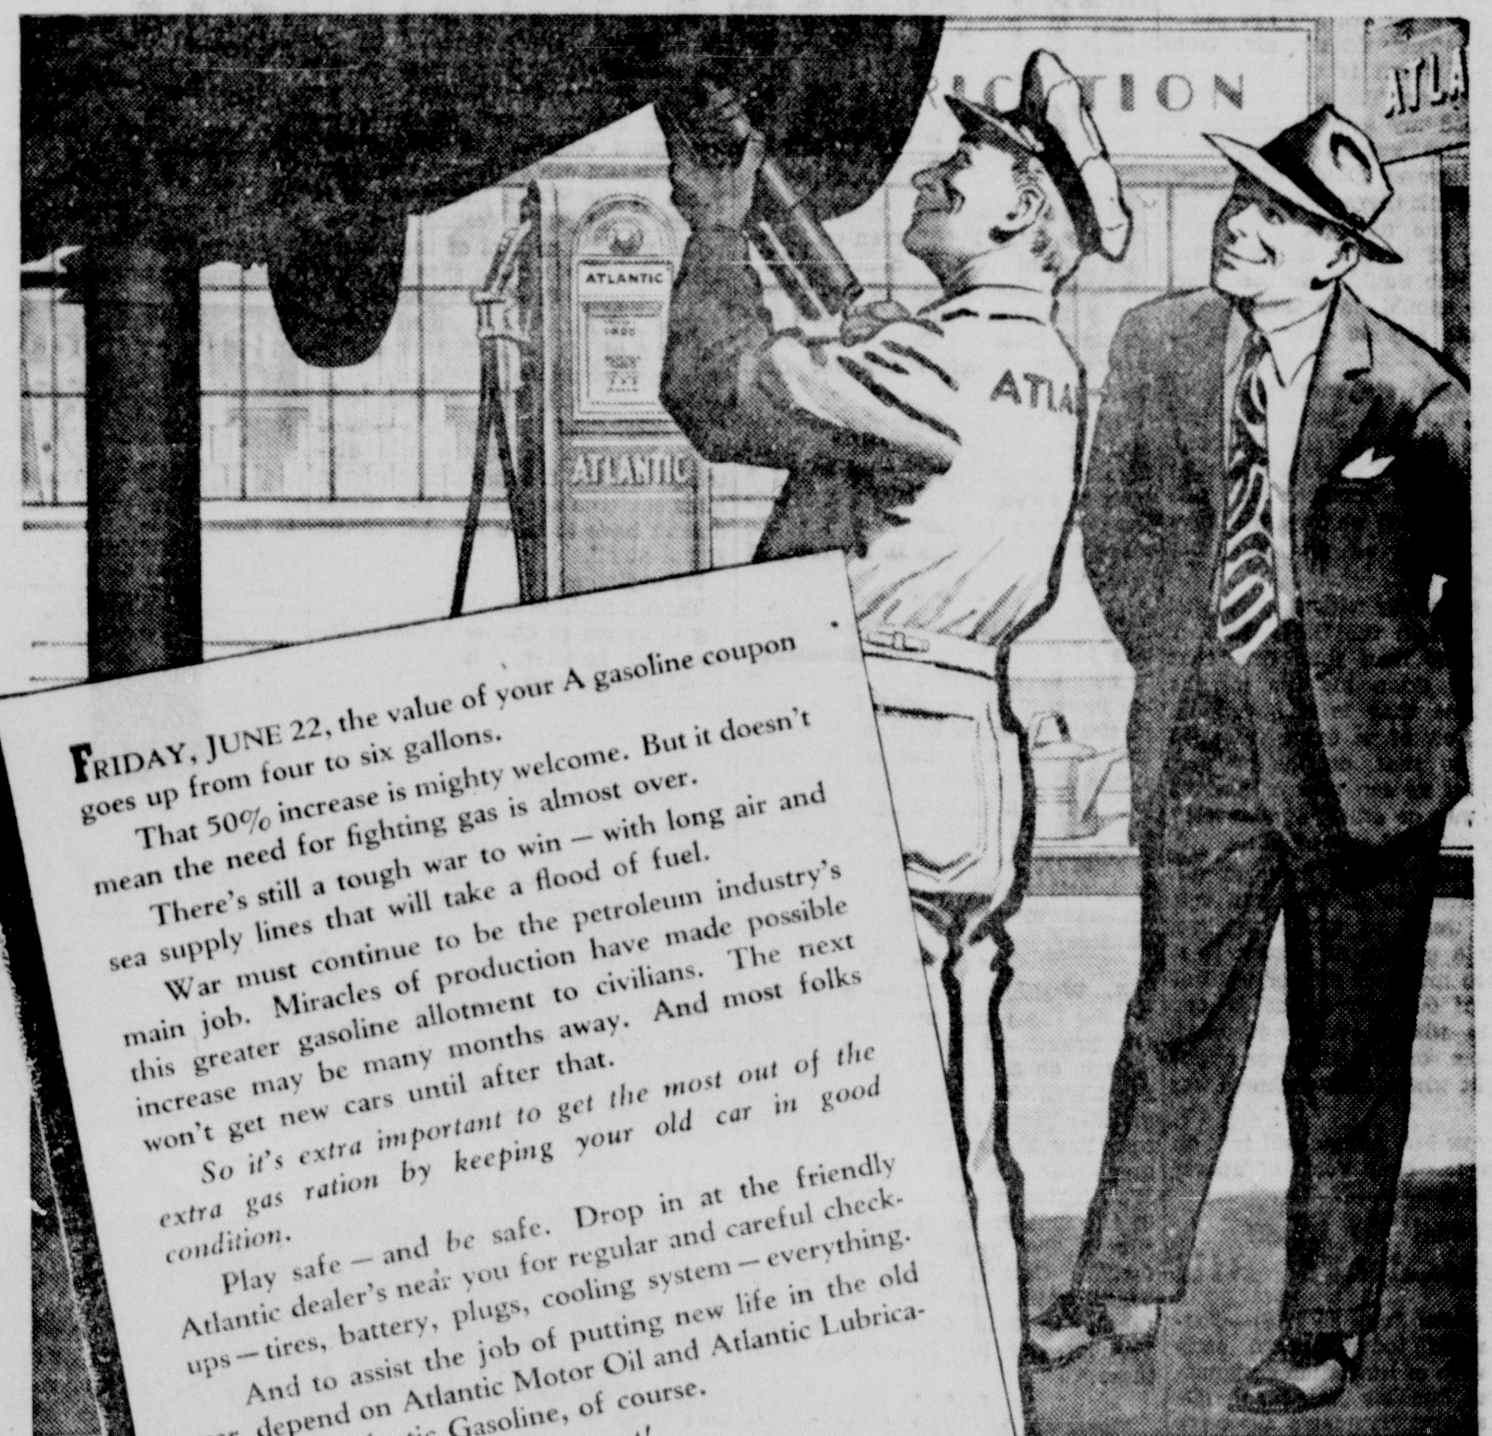 RICATION
ATLA
ATLANTIC
ATLA
ATLANTIC
FRIDAY, JUNE 22, the value of your A gasoline coupon
goes up from four to six gallons.
That 50% increase is mighty welcome. But it doesn't
mean the need for fighting gas is almost over.
There's still a tough war to win — with long air and
sea supply lines that will take a flood of fuel.
War must continue to be the petroleum industry's
main job. Miracles of production have made possible
this greater gasoline allotment to civilians. The next
increase may be many months away. And most folks
won't get new cars until after that.
So it's extra important to get the most out of the
extra gas ration by keeping your old car in good
condition.
Play safe — and be safe. Drop in at the friendly
Atlantic dealer's near you for regular and careful check-
ups — tires, battery, plugs, cooling system — everything.
And to assist the job of putting new life in the old
depend on Atlantic Motor Oil and Atlantic Lubrica-
tic Gasoline, of course.